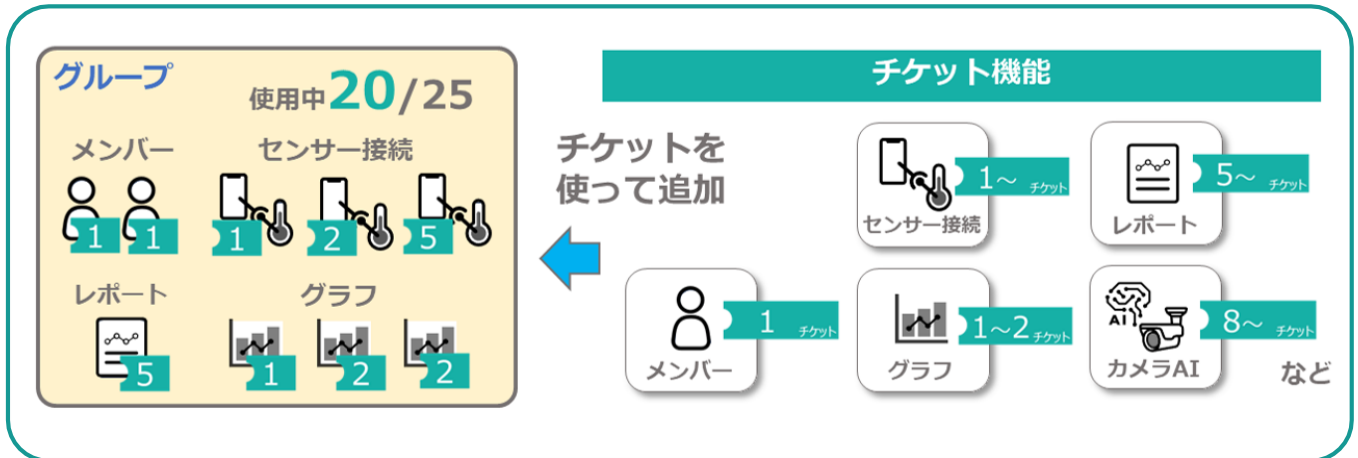 グループ
使用中20/25
メンバー
センサー接続
1
1
1
2
5
レポート
グラフ
5
1
2
2
チケットを
使って追加
チケット機能
1～ チケット
センサー接続
5～ チケット
レポート
1 チケット
メンバー
1～2 チケット
グラフ
AI
8～ チケット
カメラAI
など